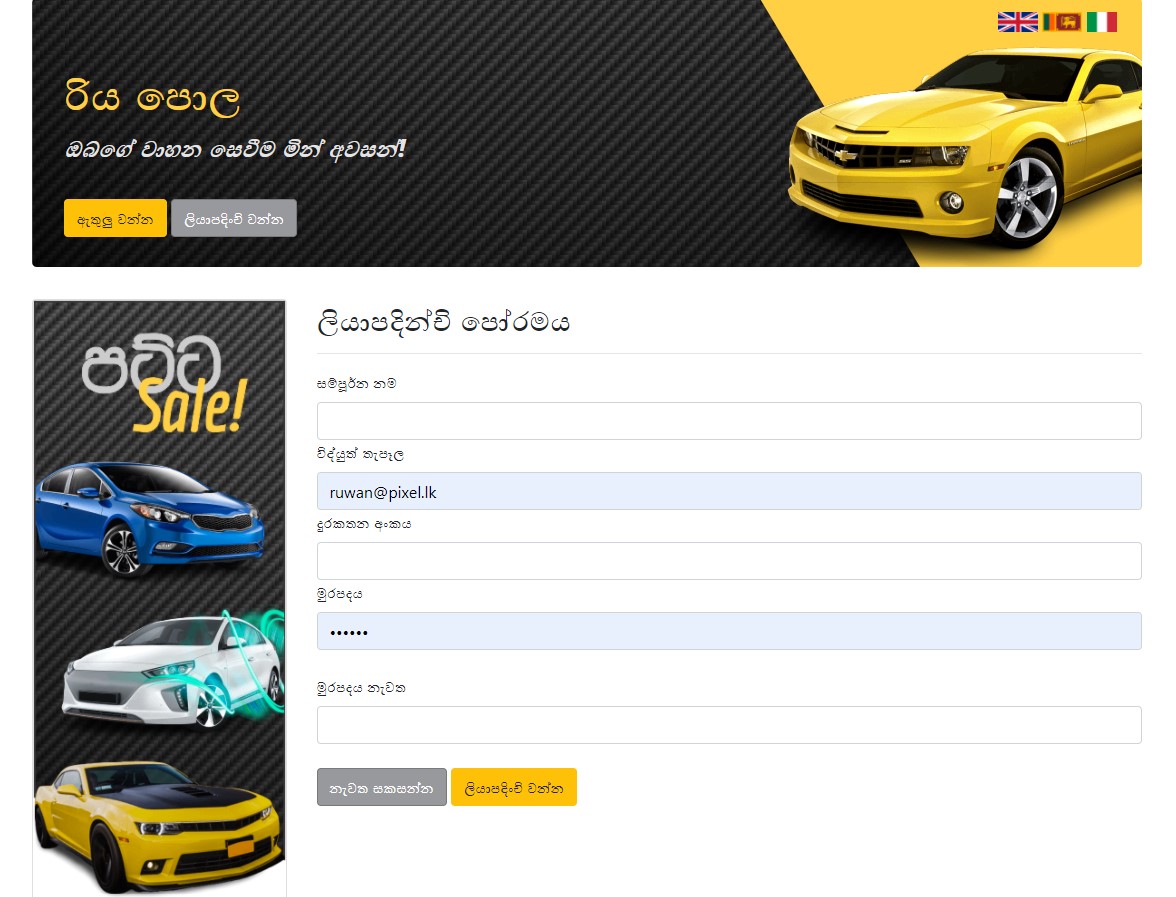 රිය පොල
ඔබගේ වාහන සෙවීම මින් අවසන්!
ඇතුලු වන්න
ලියාපදිංචි වන්න
පට්ට
Sale!
ලියාපදින්චි පෝරමය
සම්පූර්න නම
විද්යුත් තැපෑල
ruwan@pixel.lk
දුරකතන අංකය
මුරපදය
••••••
මුරපදය නැවත
නැවත සකසන්න
ලියාපදිංචි වන්න